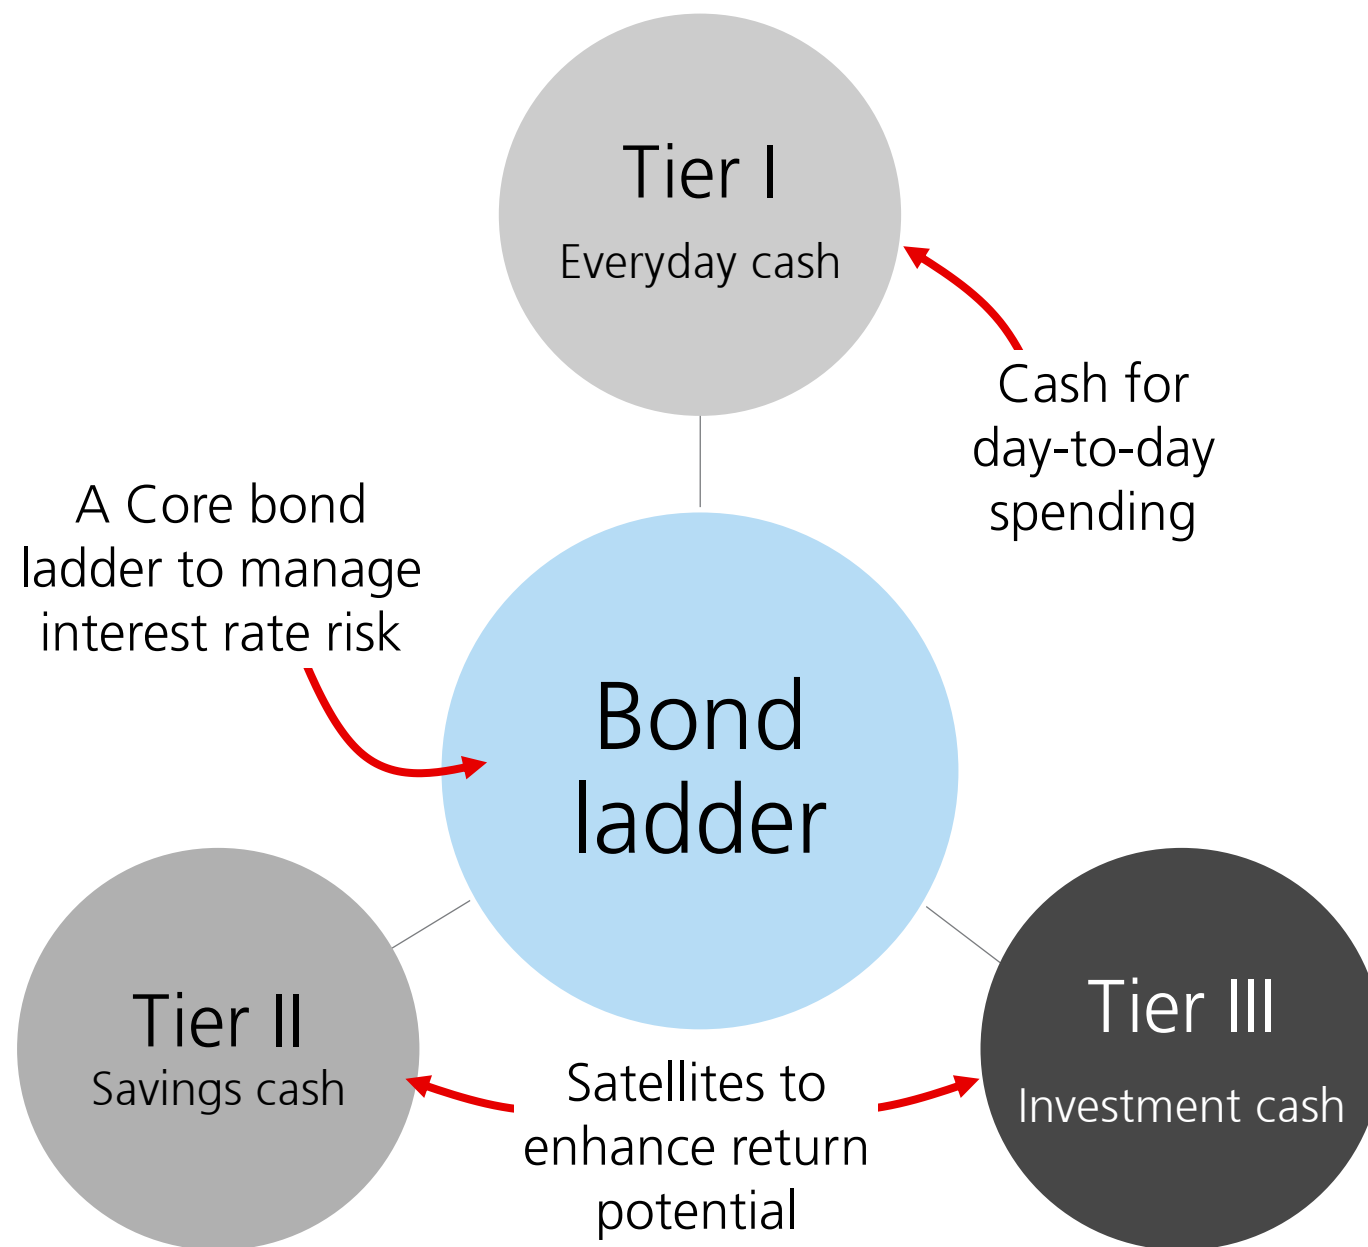 Tier I
Everyday cash
Cash for
day-to-day
spending
A Core bond
ladder to manage
interest rate risk
Bond
ladder
Tier II
Savings cash
Tier III
Investment cash
Satellites to
enhance return
potential